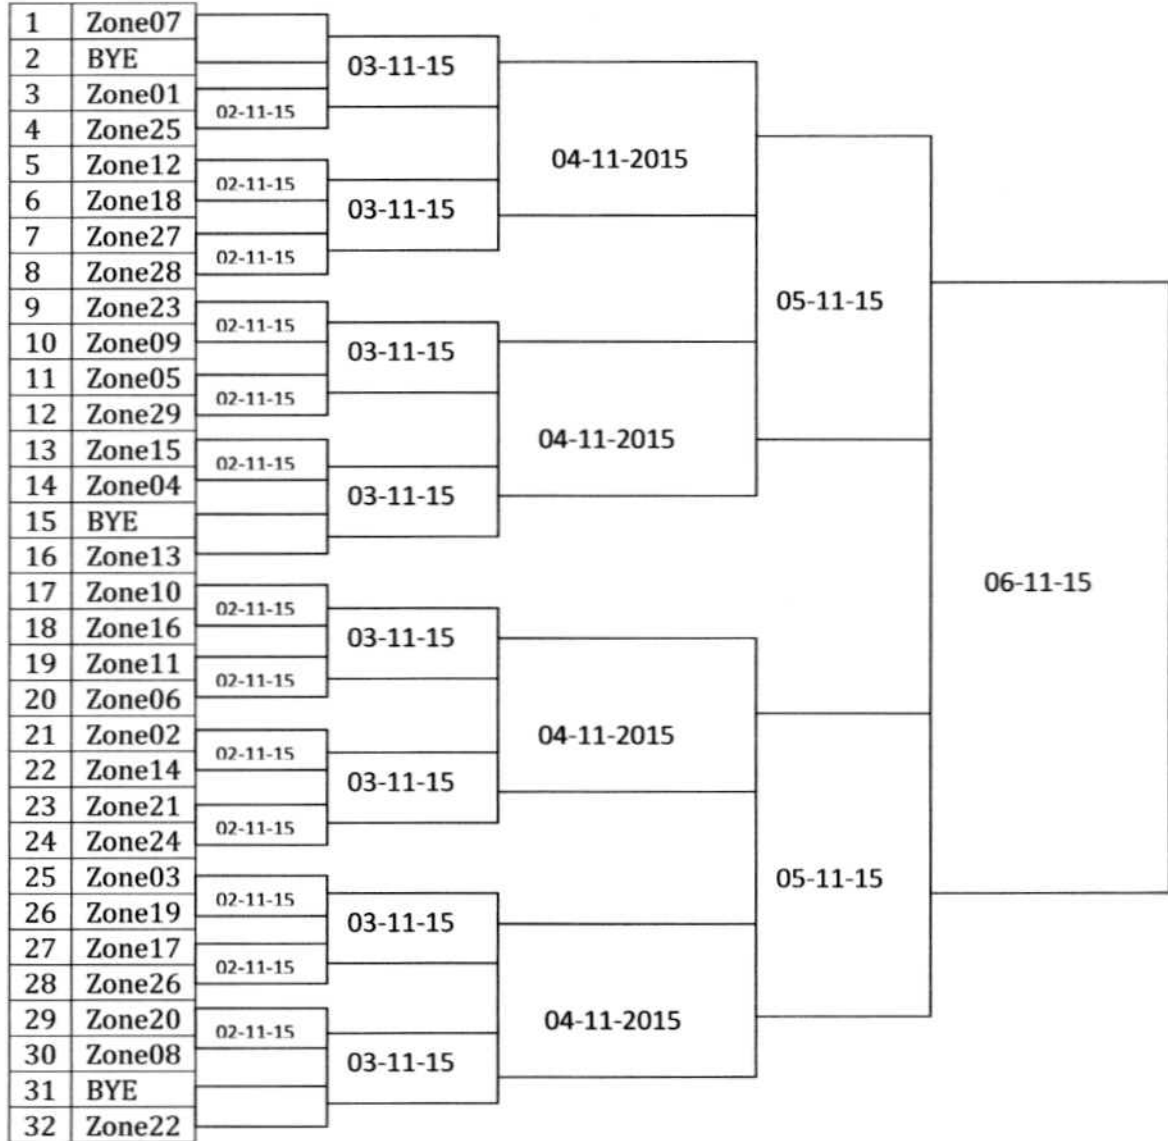 1 Zone07
2 BYE
03-11-15
3 Zone01
02-11-15
4 Zone25
5 Zone12
04-11-2015
02-11-15
6 Zone18
03-11-15
7 Zone27
02-11-15
8 Zone28
9 Zone23
05-11-15
02-11-15
10 Zone09
03-11-15
11 Zone05
02-11-15
12 Zone29
13 Zone15
04-11-2015
02-11-15
14 Zone04
03-11-15
15 BYE
16 Zone13
17 Zone10
06-11-15
02-11-15
18 Zone16
03-11-15
19 Zone11
02-11-15
20 Zone06
21 Zone02
04-11-2015
02-11-15
22 Zone14
03-11-15
23 Zone21
02-11-15
24 Zone24
25 Zone03
05-11-15
02-11-15
26 Zone19
03-11-15
27 Zone17
02-11-15
28 Zone26
29 Zone20
04-11-2015
02-11-15
30 Zone08
03-11-15
31 BYE
32 Zone22